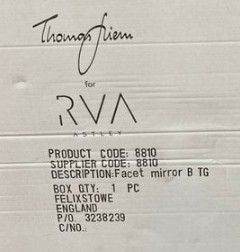 Thomas Diem
for
RVA
ASTLEY
PRODUCT CODE: 8810
SUPPLIER CODE: 8810
DESCRIPTION: Facet mirror B TG
BOX QTY: 1 PC
FELIXSTOWE
ENGLAND
P/O 3238239
C/NO..